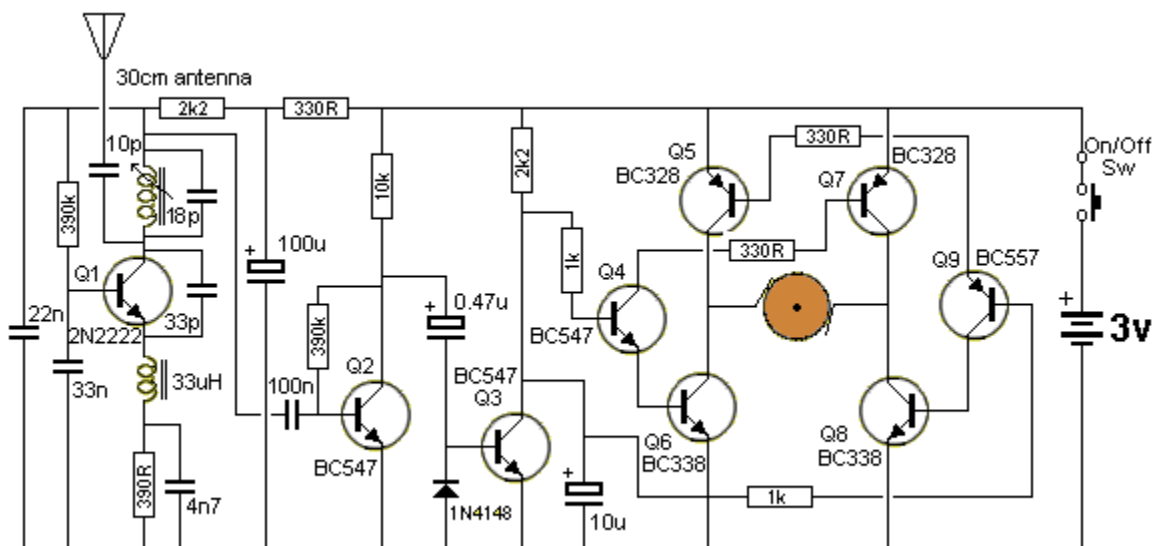 30cm antenna
2k2
330R
10p
390k
18p
Q1
2N2222
33p
22n
33n
33uH
390R
4n7
100u
+
100n
10k
390k
Q2
BC547
0.47u
+
BC547
Q3
1N4148
2k2
1k
10u
+
Q4
BC547
Q5
BC328
330R
330R
Q6
BC338
BC328
Q7
Q9
BC557
Q8
BC338
1k
On/Off
Sw
+
3v